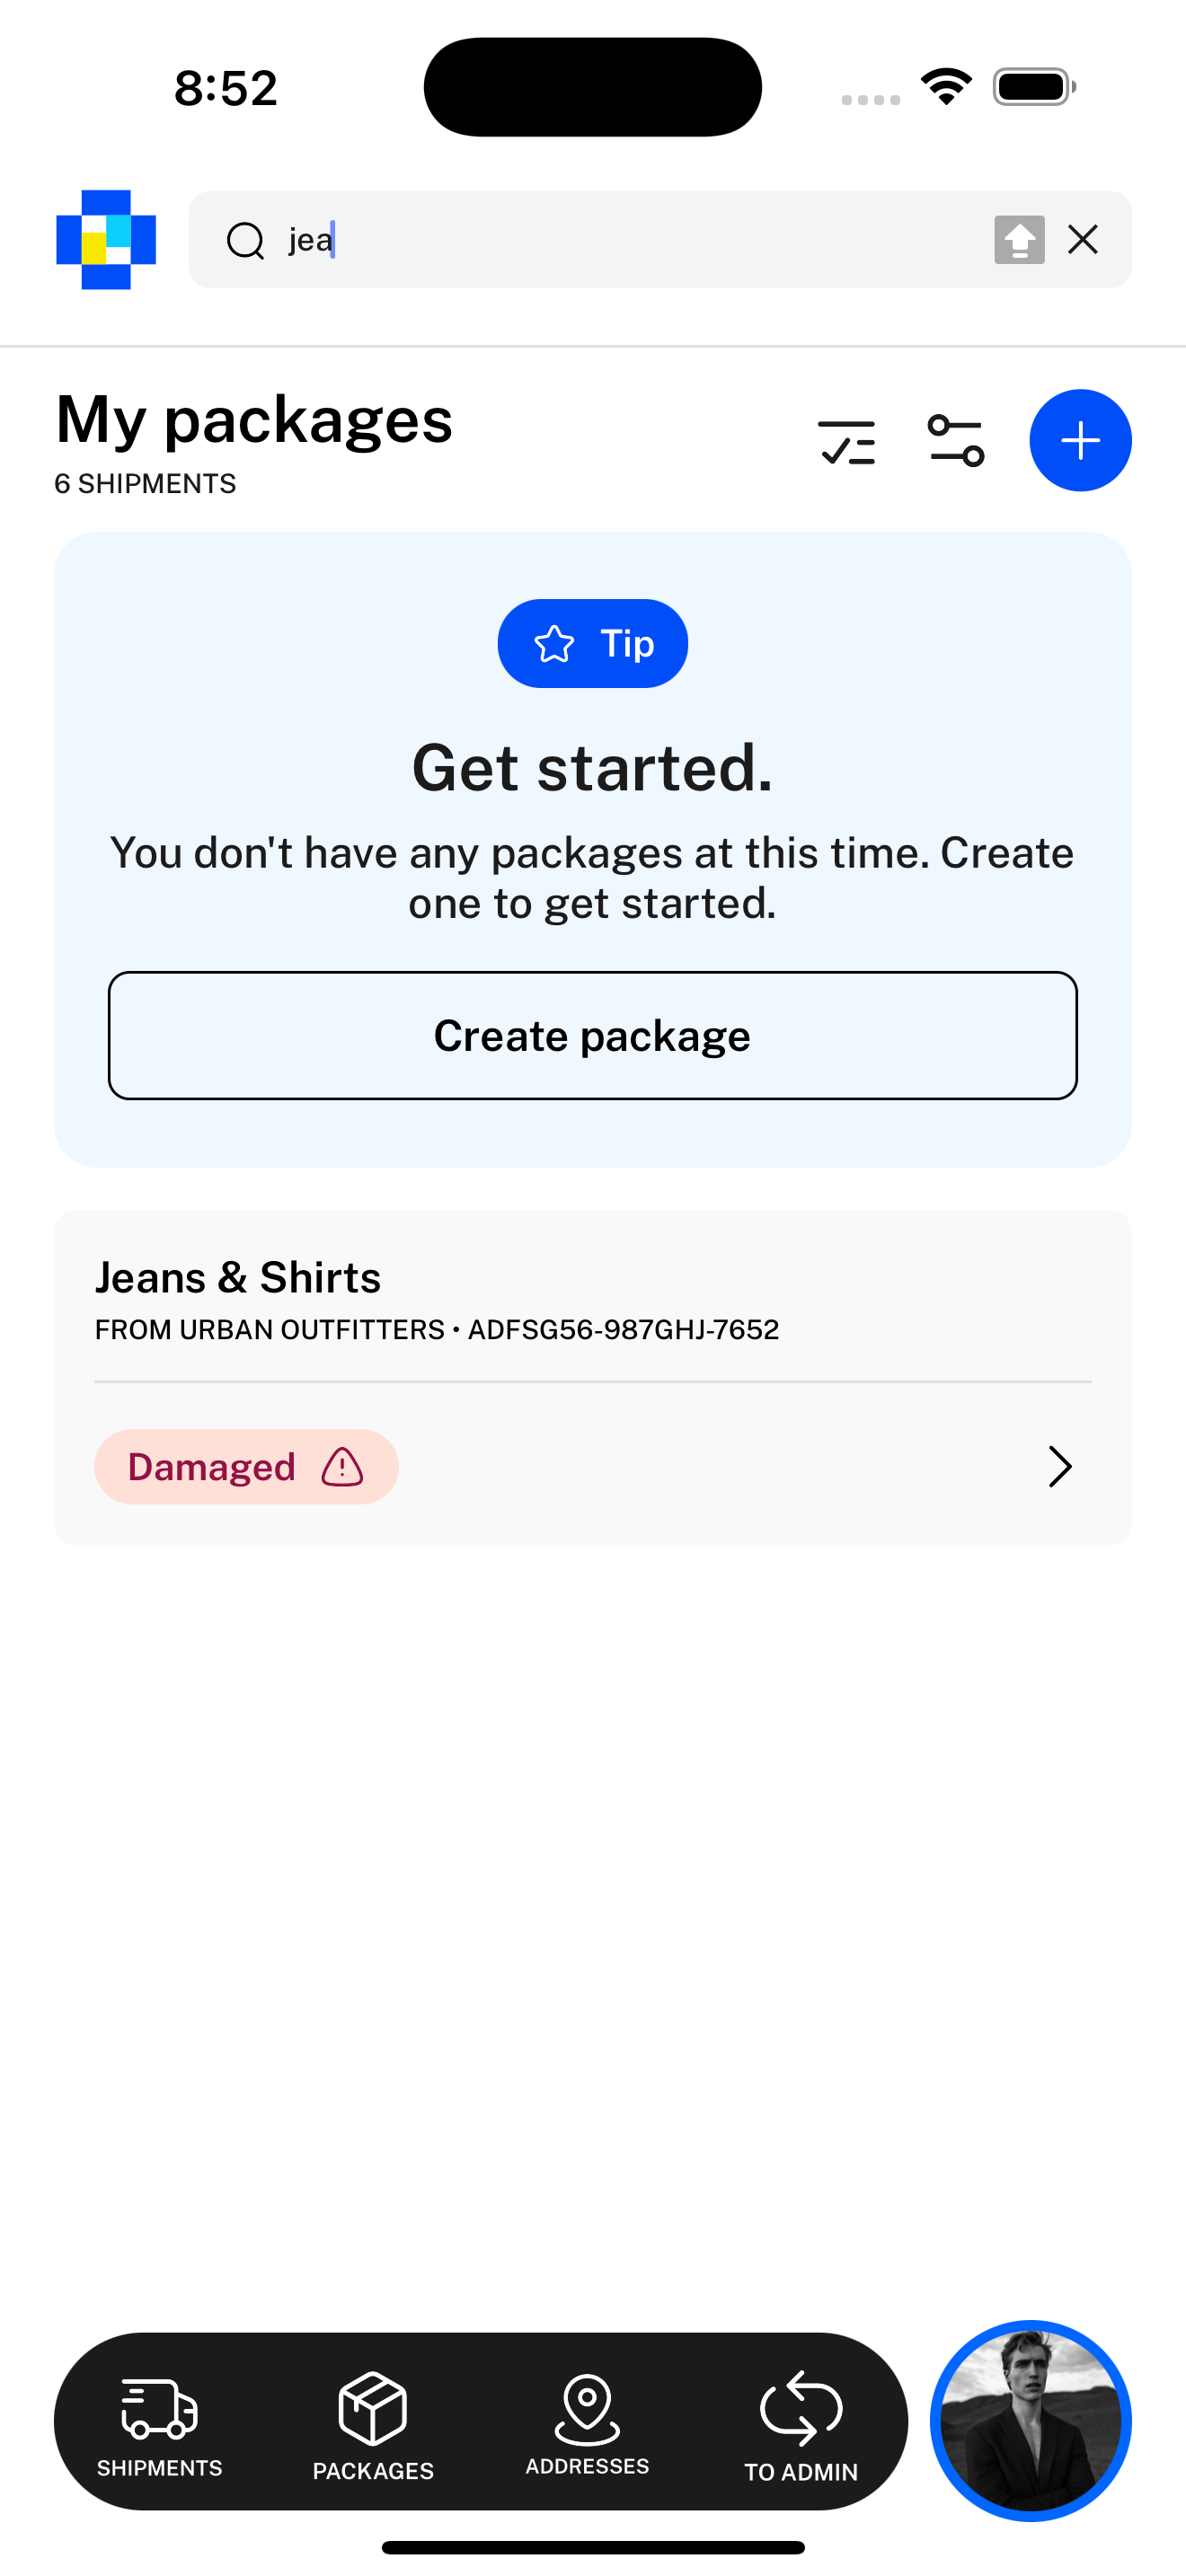 8:52
jea
My packages
6 SHIPMENTS
Tip
Get started.
You don't have any packages at this time. Create
one to get started.
Create package
Jeans & Shirts
FROM URBAN OUTFITTERS • ADFSG56-987GHJ-7652
Damaged
SHIPMENTS
PACKAGES
ADDRESSES
TO ADMIN